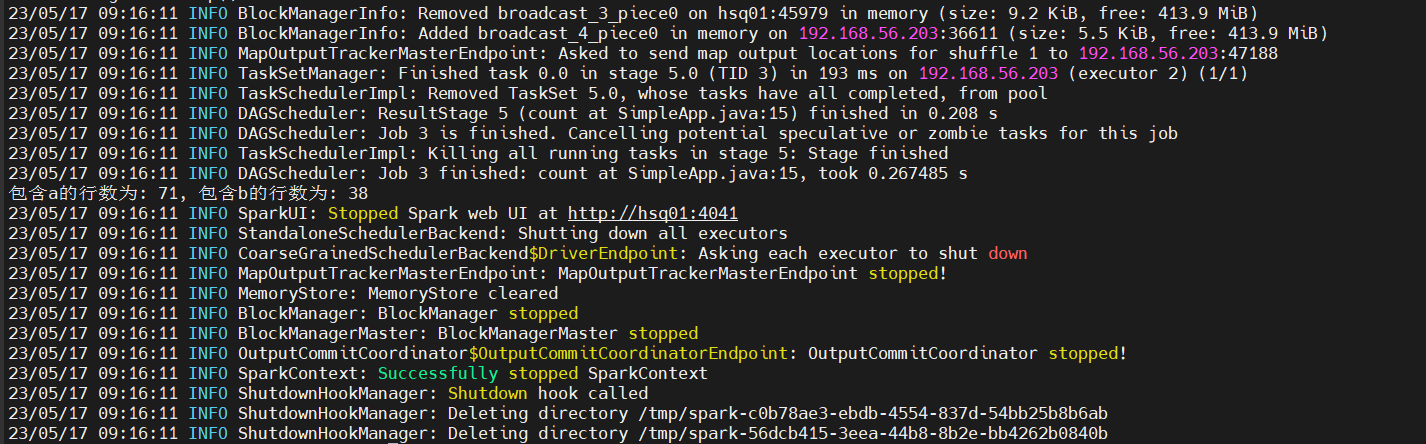 23/05/17 09:16:11 INFO BlockManagerInfo: Removed broadcast_3_piece0 on hsq01:45979 in memory (size: 9.2 KiB, free: 413.9 MiB)
23/05/17 09:16:11 INFO BlockManagerInfo: Added broadcast_4_piece0 in memory on 192.168.56.203:36611 (size: 5.5 KiB, free: 413.9 MiB)
23/05/17 09:16:11 INFO MapOutputTrackerMasterEndpoint: Asked to send map output locations for shuffle 1 to 192.168.56.203:47188
23/05/17 09:16:11 INFO TaskSetManager: Finished task 0.0 in stage 5.0 (TID 3) in 193 ms on 192.168.56.203 (executor 2) (1/1)
23/05/17 09:16:11 INFO TaskSchedulerImpl: Removed TaskSet 5.0, whose tasks have all completed, from pool
23/05/17 09:16:11 INFO DAGScheduler: ResultStage 5 (count at SimpleApp.java:15) finished in 0.208 s
23/05/17 09:16:11 INFO DAGScheduler: Job 3 is finished. Cancelling potential speculative or zombie tasks for this job
23/05/17 09:16:11 INFO TaskSchedulerImpl: Killing all running tasks in stage 5: Stage finished
23/05/17 09:16:11 INFO DAGScheduler: Job 3 finished: count at SimpleApp.java:15, took 0.267485 s
包含a的行数为: 71, 包含b的行数为: 38
23/05/17 09:16:11 INFO SparkUI: Stopped Spark web UI at http://hsq01:4041
23/05/17 09:16:11 INFO StandaloneSchedulerBackend: Shutting down all executors
23/05/17 09:16:11 INFO CoarseGrainedSchedulerBackend$DriverEndpoint: Asking each executor to shut down
23/05/17 09:16:11 INFO MapOutputTrackerMasterEndpoint: MapOutputTrackerMasterEndpoint stopped!
23/05/17 09:16:11 INFO MemoryStore: MemoryStore cleared
23/05/17 09:16:11 INFO BlockManager: BlockManager stopped
23/05/17 09:16:11 INFO BlockManagerMaster: BlockManagerMaster stopped
23/05/17 09:16:11 INFO OutputCommitCoordinator$OutputCommitCoordinatorEndpoint: OutputCommitCoordinator stopped!
23/05/17 09:16:11 INFO SparkContext: Successfully stopped SparkContext
23/05/17 09:16:11 INFO ShutdownHookManager: Shutdown hook called
23/05/17 09:16:11 INFO ShutdownHookManager: Deleting directory /tmp/spark-c0b78ae3-ebdb-4554-837d-54bb25b8b6ab
23/05/17 09:16:11 INFO ShutdownHookManager: Deleting directory /tmp/spark-56dcb415-3eea-44b8-8b2e-bb4262b0840b